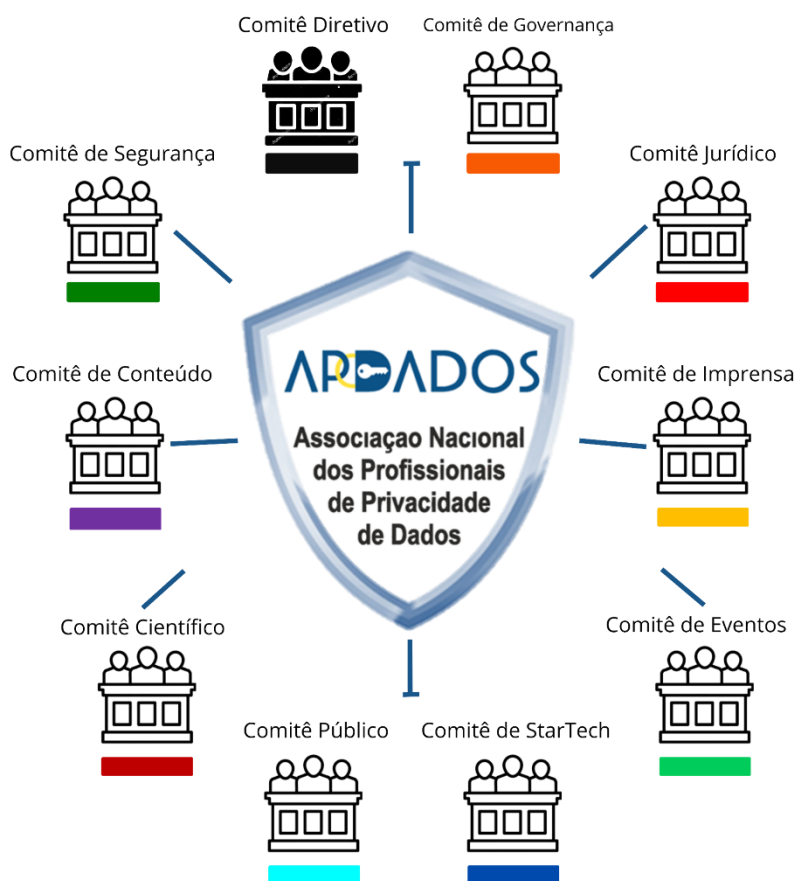 Comitê Diretivo
Comitê de Governança
Comitê de Segurança
Comitê Jurídico
APDADOS
Associaçao Nacional
dos Profissionais
de Privacidade
de Dados
Comitê de Conteúdo
Comitê de Imprensa
Comitê Científico
Comitê de Eventos
Comitê Público
Comitê de StarTech